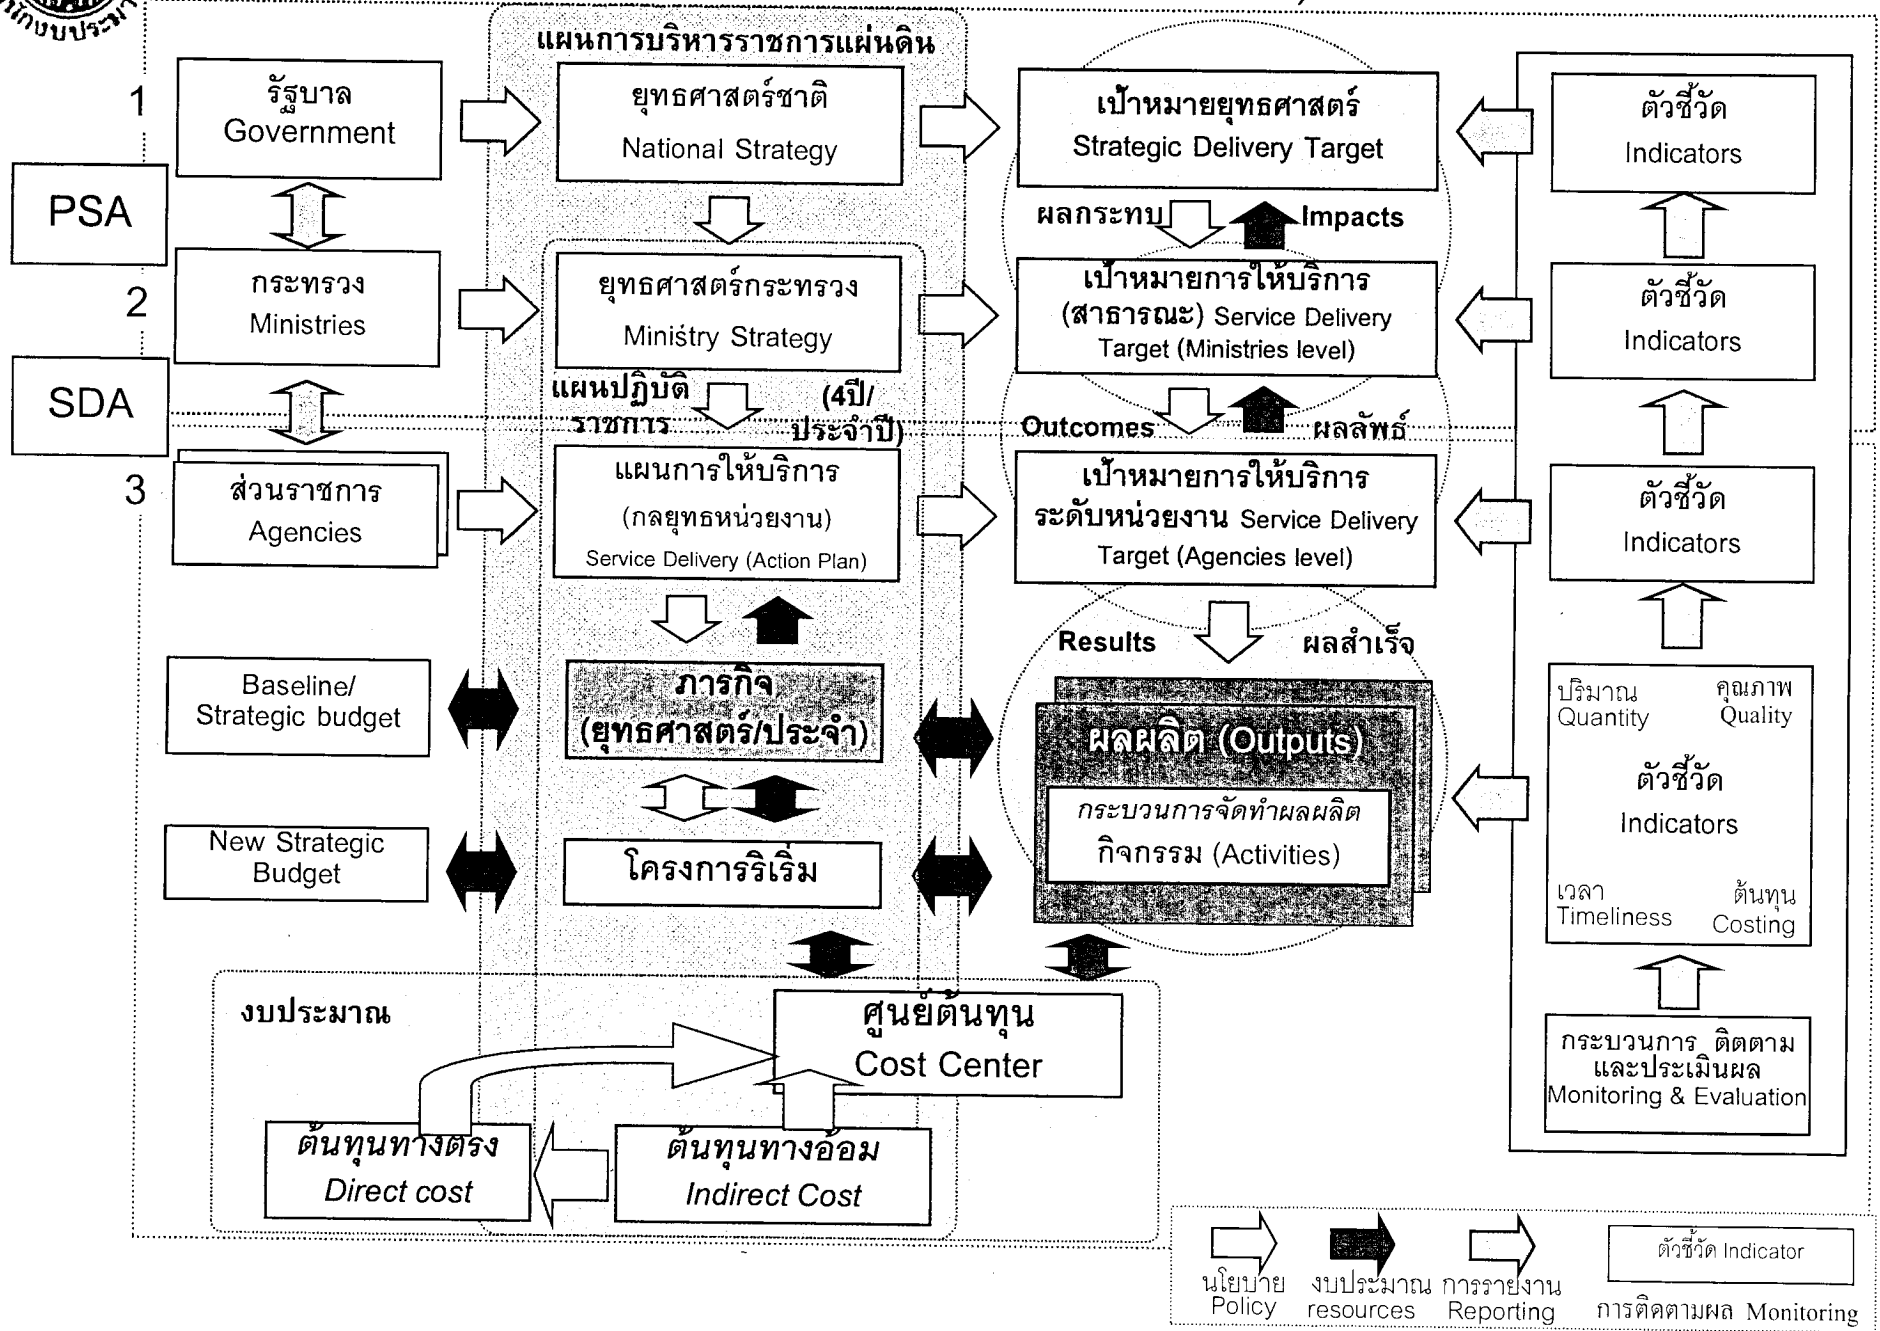 สำนักงบประมาณ
แผนการบริหารราชการแผ่นดิน
1
รัฐบาล
Government
ยุทธศาสตร์ชาติ
National Strategy
เป้าหมายยุทธศาสตร์
Strategic Delivery Target
ตัวชี้วัด
Indicators
PSA
ผลกระทบ
Impacts
2
กระทรวง
Ministries
ยุทธศาสตร์กระทรวง
Ministry Strategy
เป้าหมายการให้บริการ
(สาธารณะ) Service Delivery
Target (Ministries level)
ตัวชี้วัด
Indicators
SDA
แผนปฏิบัติ
ราชการ
(4ปี/
ประจำปี)
Outcomes
ผลลัพธ์
3
ส่วนราชการ
Agencies
แผนการให้บริการ
(กลยุทธหน่วยงาน)
Service Delivery (Action Plan)
เป้าหมายการให้บริการ
ระดับหน่วยงาน Service Delivery
Target (Agencies level)
ตัวชี้วัด
Indicators
Results
ผลสำเร็จ
Baseline/
Strategic budget
ภารกิจ
(ยุทธศาสตร์/ประจำ)
ผลผลิต (Outputs)
กระบวนการจัดทำผลผลิต
กิจกรรม (Activities)
ปริมาณ
Quantity
คุณภาพ
Quality
ตัวชี้วัด
Indicators
เวลา
Timeliness
ต้นทุน
Costing
New Strategic
Budget
โครงการริเริ่ม
งบประมาณ
ศูนย์ต้นทุน
Cost Center
กระบวนการ ติตตาม
และประเมินผล
Monitoring & Evaluation
ต้นทุนทางตรง
Direct cost
ต้นทุนทางอ้อม
Indirect Cost
นโยบาย
Policy
งบประมาณ
resources
การรายงาน
Reporting
ตัวชี้วัด Indicator
การติดตามผล Monitoring